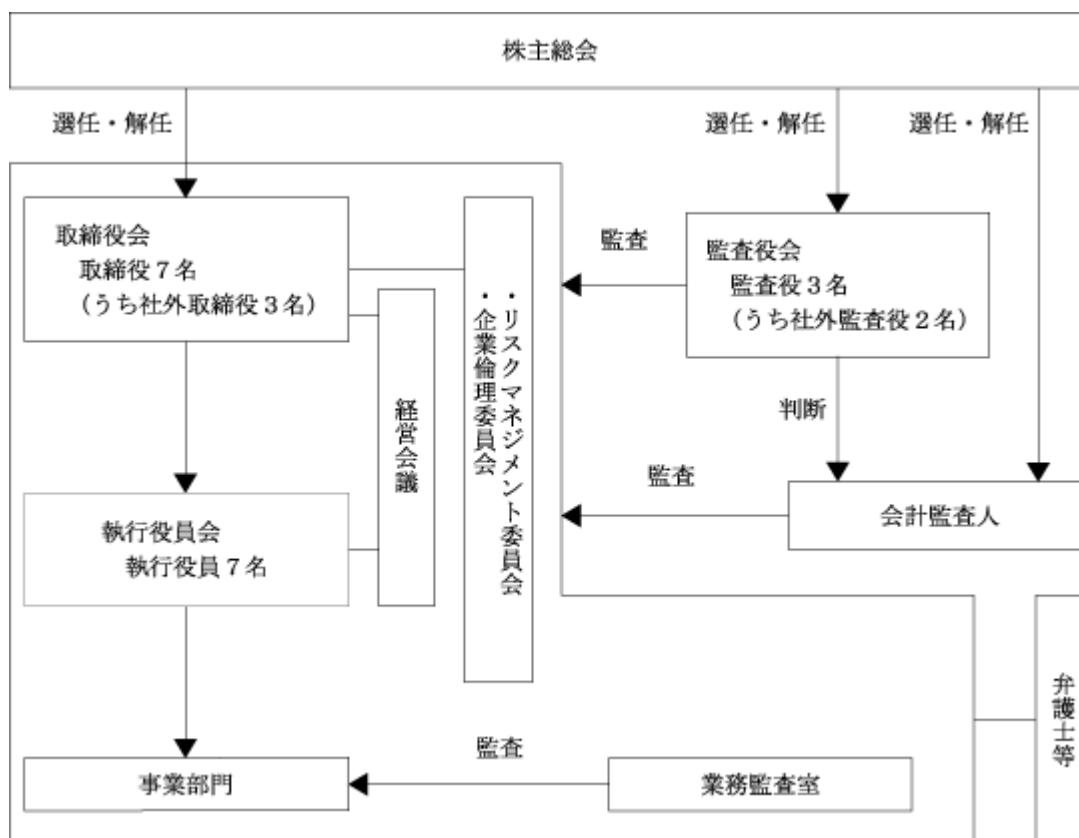 株主総会
選任・解任
選任・解任
選任・解任
取締役会
取締役７名
（うち社外取締役３名）
監査
監査役会
監査役３名
（うち社外監査役２名）
・リスクマネジメント委員会
・企業倫理委員会
経営会議
判断
監査
会計監査人
執行役員会
執行役員７名
弁護士等
事業部門
監査
業務監査室